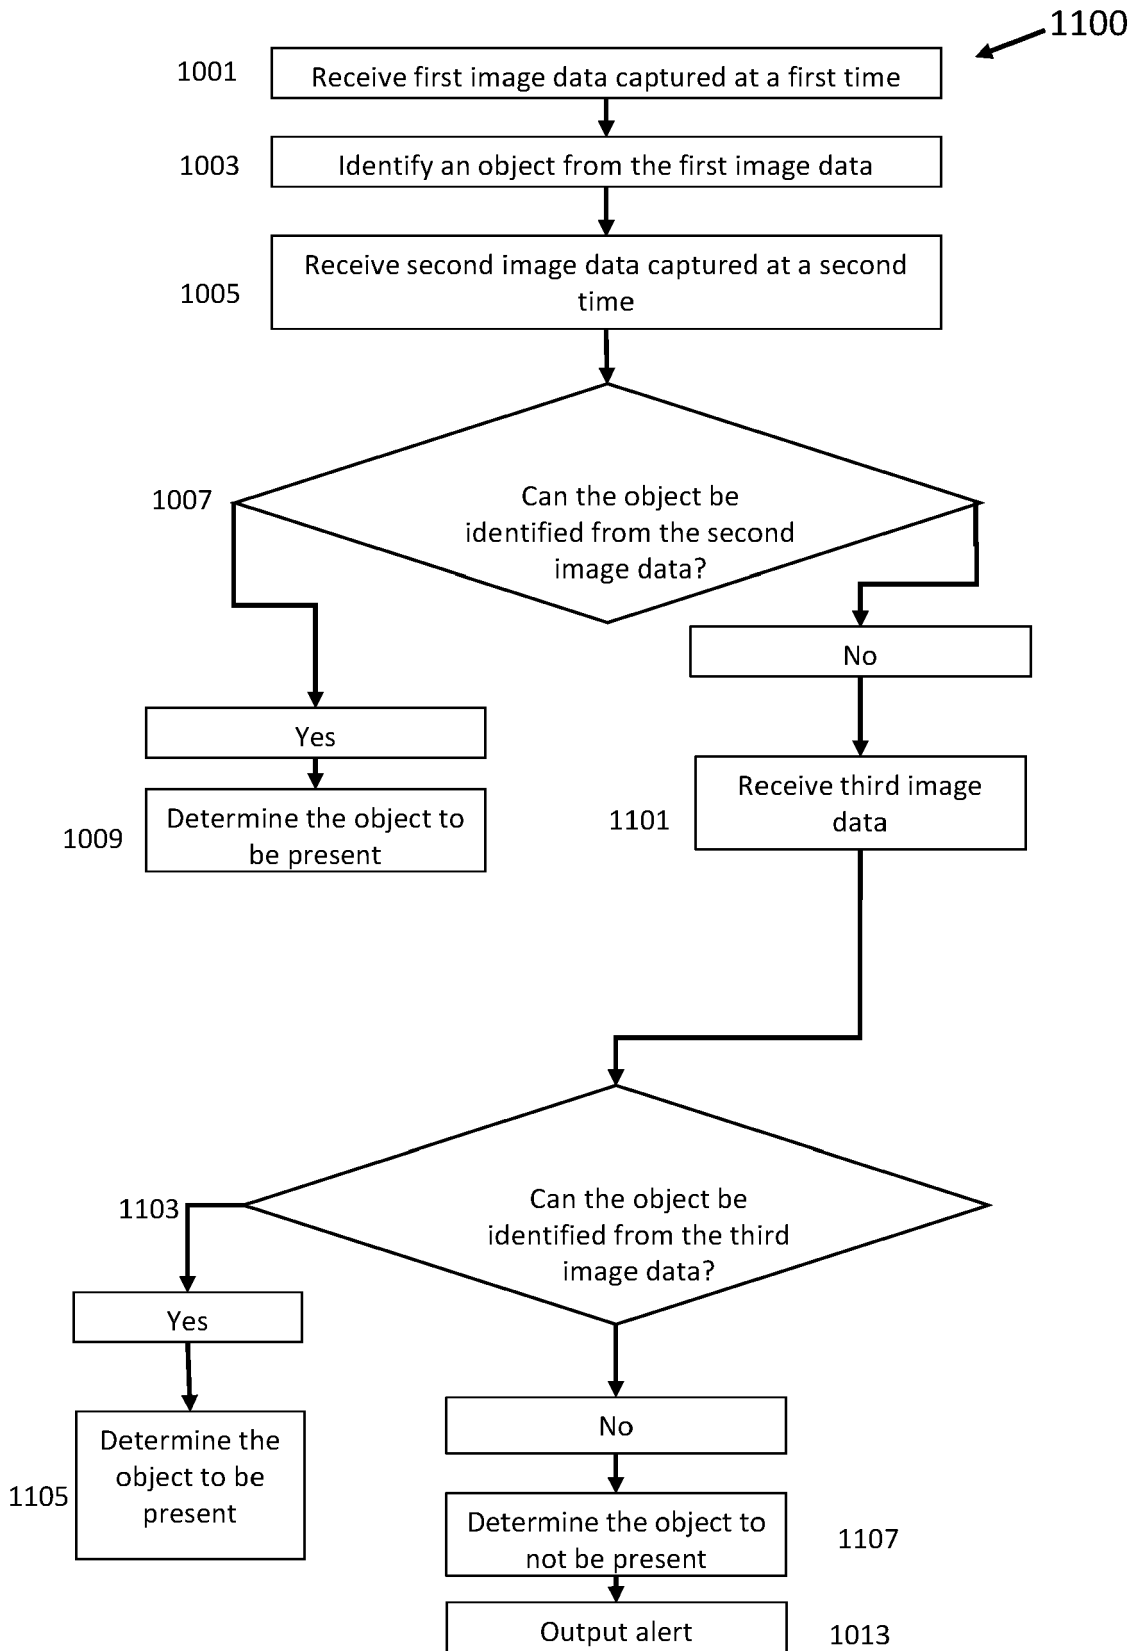 1100
1001
Receive first image data captured at a first time
1003
Identify an object from the first image data
Receive second image data captured at a second
time
1005
1007
Can the object be
identified from the second
image data?
No
Yes
Receive third image
data
1101
Determine the object to
be present
1009
1103
Can the object be
identified from the third
image data?
Yes
No
Determine the
object to be
present
1105
Determine the object to
not be present
1107
Output alert
1013